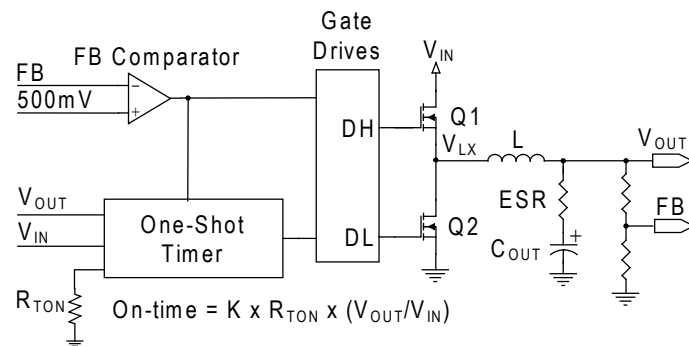 Gate
Drives
FB Comparator
FB
500mV
−
+
V_IN
DH
Q1
V_LX
L
V_OUT
ESR
FB
V_OUT
V_IN
One-Shot
Timer
DL
Q2
C_OUT
+
R_TON
On-time = K x R_TON x (V_OUT/V_IN)